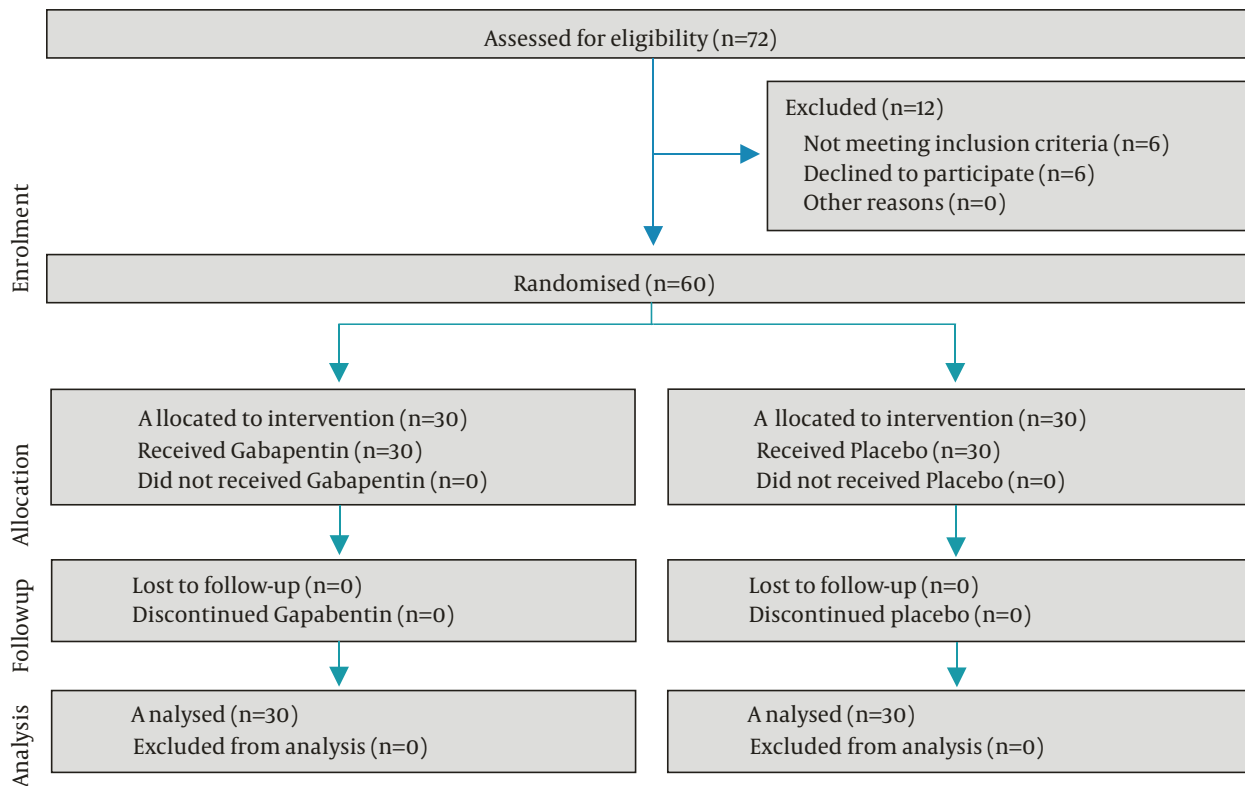 Assessed for eligibility (n=72)
Excluded (n=12)
Not meeting inclusion criteria (n=6)
Declined to participate (n=6)
Other reasons (n=0)
Enrolment
Randomised (n=60)
Allocation
A llocated to intervention (n=30)
Received Gabapentin (n=30)
Did not received Gabapentin (n=0)
A llocated to intervention (n=30)
Received Placebo (n=30)
Did not received Placebo (n=0)
Followup
Lost to follow-up (n=0)
Discontinued Gapabentin (n=0)
Lost to follow-up (n=0)
Discontinued placebo (n=0)
Analysis
A nalysed (n=30)
Excluded from analysis (n=0)
A nalysed (n=30)
Excluded from analysis (n=0)